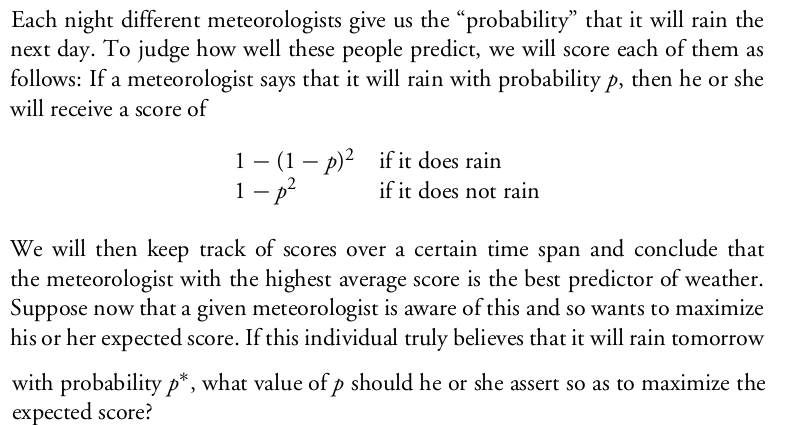 Each night different meteorologists give us the “probability” that it will rain the
next day. To judge how well these people predict, we will score each of them as
follows: If a meteorologist says that it will rain with probability p, then he or she
will receive a score of
1 − (1 − p)² if it does rain
1 − p² if it does not rain
We will then keep track of scores over a certain time span and conclude that
the meteorologist with the highest average score is the best predictor of weather.
Suppose now that a given meteorologist is aware of this and so wants to maximize
his or her expected score. If this individual truly believes that it will rain tomorrow
with probability p*, what value of p should he or she assert so as to maximize the
expected score?